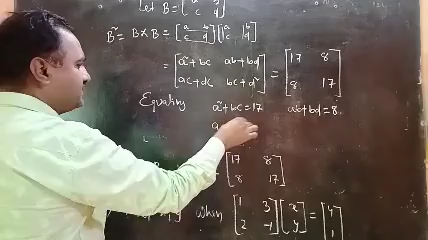 Let B = [a b
c d]
B² = B × B = [a b
c d] [a b
c d]
= [a²+bc ab+bd
ac+dc bc+d²] = [17 8
8 17]
Equating a²+bc=17 ab+bd=8
a
[17 8
8 17]
when [1 3
2 -1] [x
y] = [4
1]